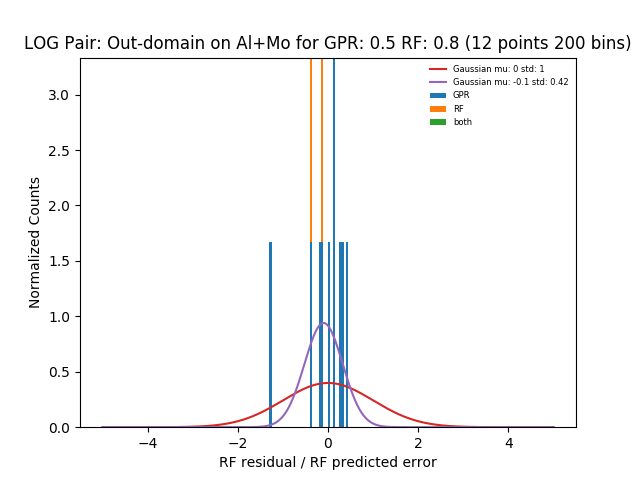 LOG Pair: Out-domain on Al+Mo for GPR: 0.5 RF: 0.8 (12 points 200 bins)
Gaussian mu: 0 std: 1
Gaussian mu: -0.1 std: 0.42
GPR
RF
both
Normalized Counts
3.0
2.5
2.0
1.5
1.0
0.5
0.0
−4
−2
0
2
4
RF residual / RF predicted error